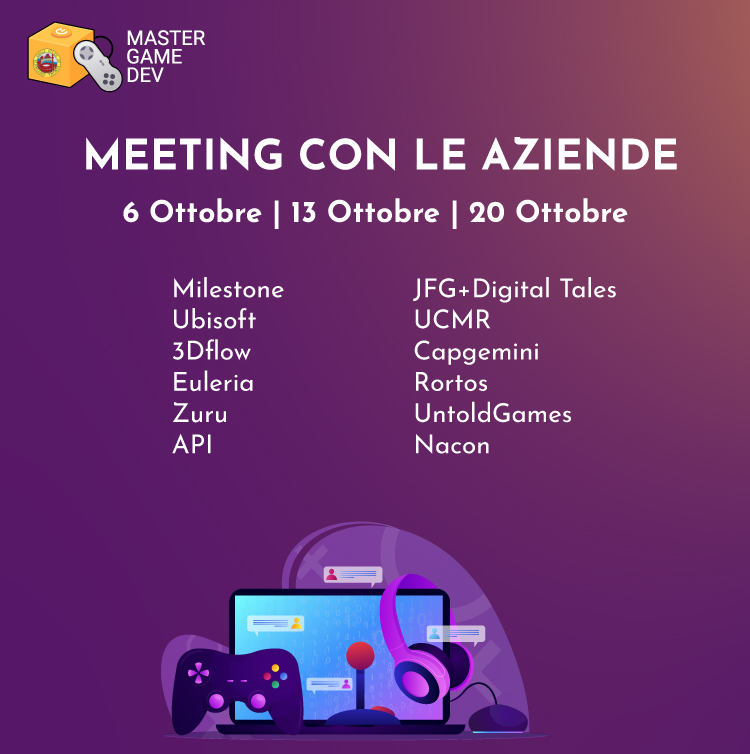 MASTER
GAME
DEV
MEETING CON LE AZIENDE
6 Ottobre | 13 Ottobre | 20 Ottobre
Milestone
Ubisoft
3Dflow
Euleria
Zuru
API
JFG+Digital Tales
UCMR
Capgemini
Rortos
UntoldGames
Nacon